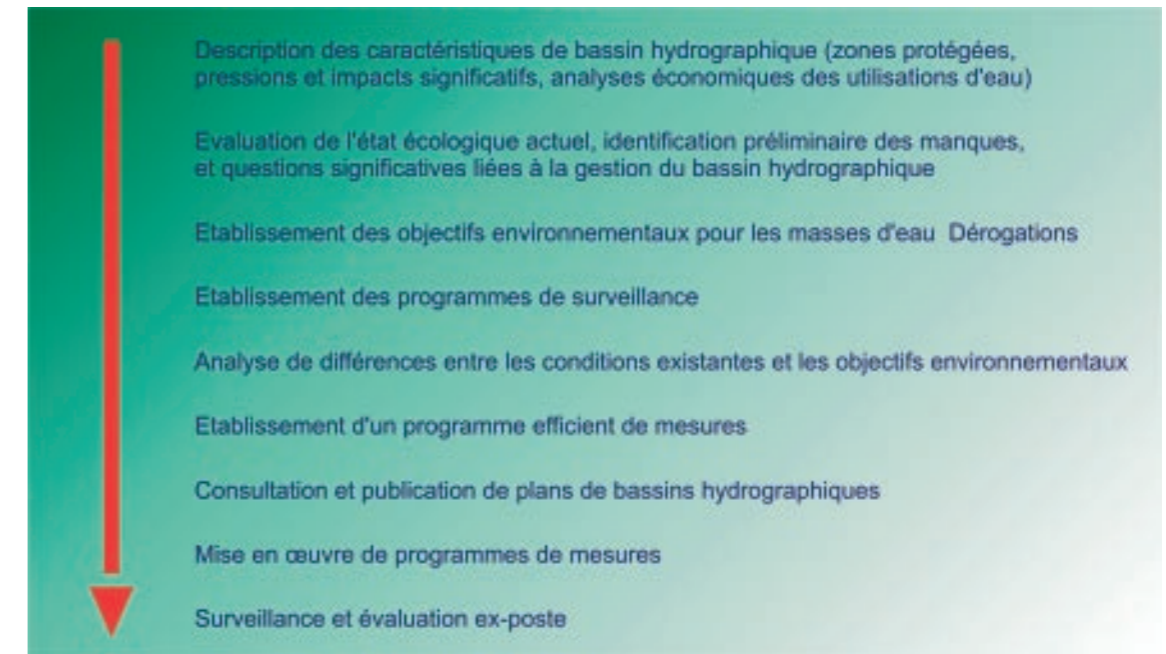 Description des caractéristiques de bassin hydrographique (zones protégées,
pressions et impacts significatifs, analyses économiques des utilisations d'eau)
Evaluation de l'état écologique actuel, identification préliminaire des manques,
et questions significatives liées à la gestion du bassin hydrographique
Etablissement des objectifs environnementaux pour les masses d'eau Dérogations
Etablissement des programmes de surveillance
Analyse de différences entre les conditions existantes et les objectifs environnementaux
Etablissement d'un programme efficient de mesures
Consultation et publication de plans de bassins hydrographiques
Mise en œuvre de programmes de mesures
Surveillance et évaluation ex-poste